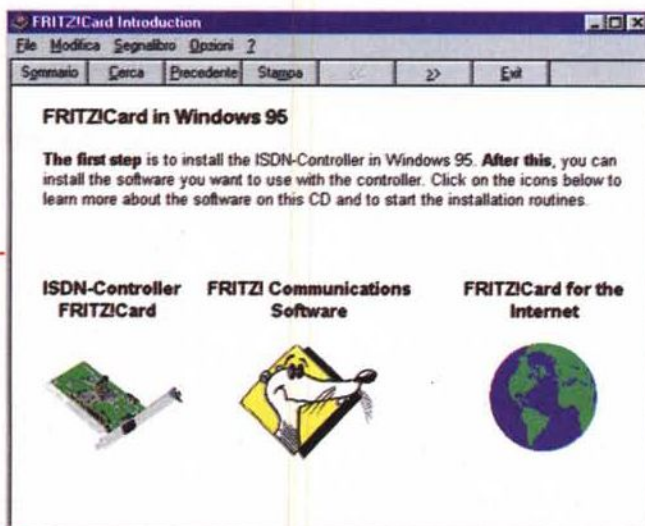 FRITZ!Card Introduction
File Modifica Segnalibro Opzioni ?
Sommario Cerca Precedente Stampa << >> Exit
FRITZ!Card in Windows 95
The first step is to install the ISDN-Controller in Windows 95. After this, you can
install the software you want to use with the controller. Click on the icons below to
learn more about the software on this CD and to start the installation routines.
ISDN-Controller
FRITZ!Card
FRITZ! Communications
Software
FRITZ!Card for the
Internet